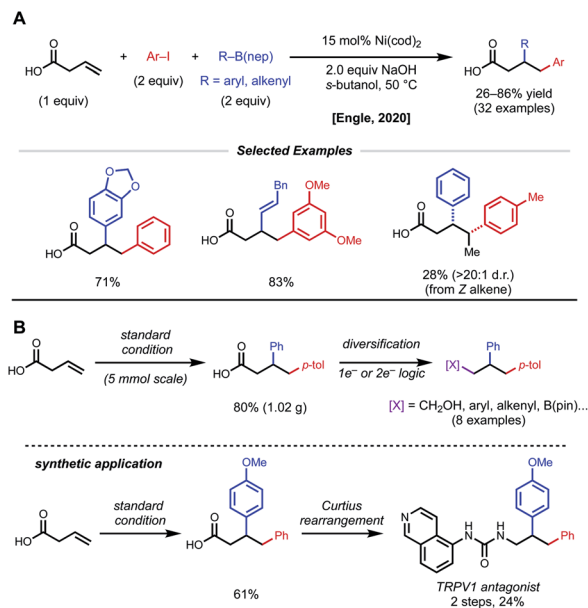 A
HO
O
(1 equiv)
+
Ar–I
(2 equiv)
+
R–B(nep)
R = aryl, alkenyl
(2 equiv)
15 mol% Ni(cod)2
2.0 equiv NaOH
s-butanol, 50 °C
[Engle, 2020]
HO
O
R
Ar
26–86% yield
(32 examples)
Selected Examples
O
O
O
HO
71%
Bn
OMe
O
HO
OMe
83%
Me
O
HO
Me
28% (>20:1 d.r.)
(from Z alkene)
B
O
HO
standard
condition
(5 mmol scale)
O
HO
Ph
p-tol
80% (1.02 g)
diversification
1e– or 2e– logic
[X]
Ph
p-tol
[X] = CH2OH, aryl, alkenyl, B(pin)...
(8 examples)
synthetic application
O
HO
standard
condition
OMe
O
HO
Ph
61%
Curtius
rearrangement
OMe
N
H
N
O
H
N
Ph
TRPV1 antagonist
2 steps, 24%